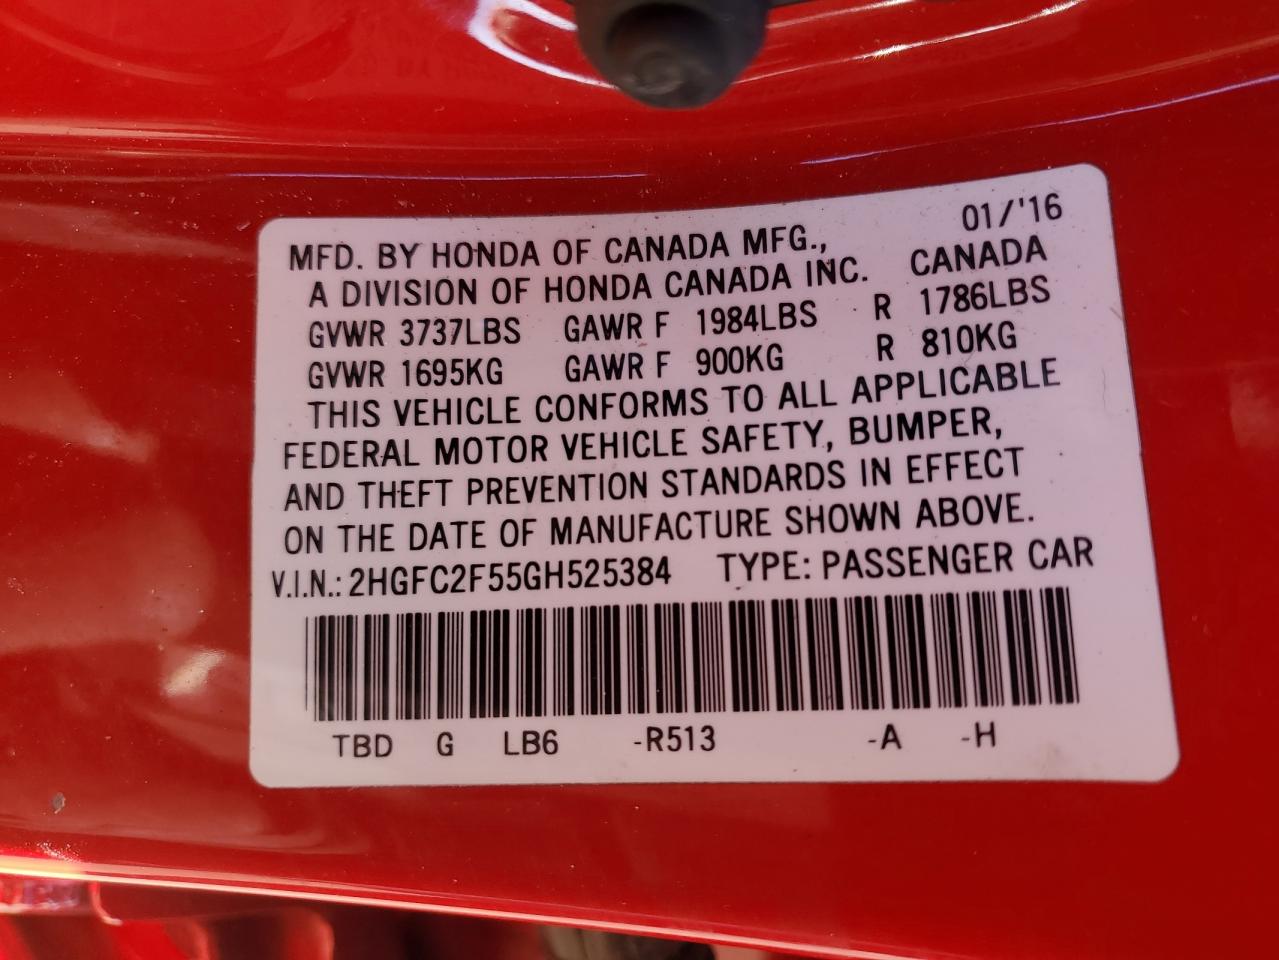 MFD. BY HONDA OF CANADA MFG., 01/'16
A DIVISION OF HONDA CANADA INC. CANADA
GVWR 3737LBS GAWR F 1984LBS R 1786LBS
GVWR 1695KG GAWR F 900KG R 810KG
THIS VEHICLE CONFORMS TO ALL APPLICABLE
FEDERAL MOTOR VEHICLE SAFETY, BUMPER,
AND THEFT PREVENTION STANDARDS IN EFFECT
ON THE DATE OF MANUFACTURE SHOWN ABOVE.
V.I.N.: 2HGFC2F55GH525384 TYPE: PASSENGER CAR
TBD G LB6 -R513 -A -H